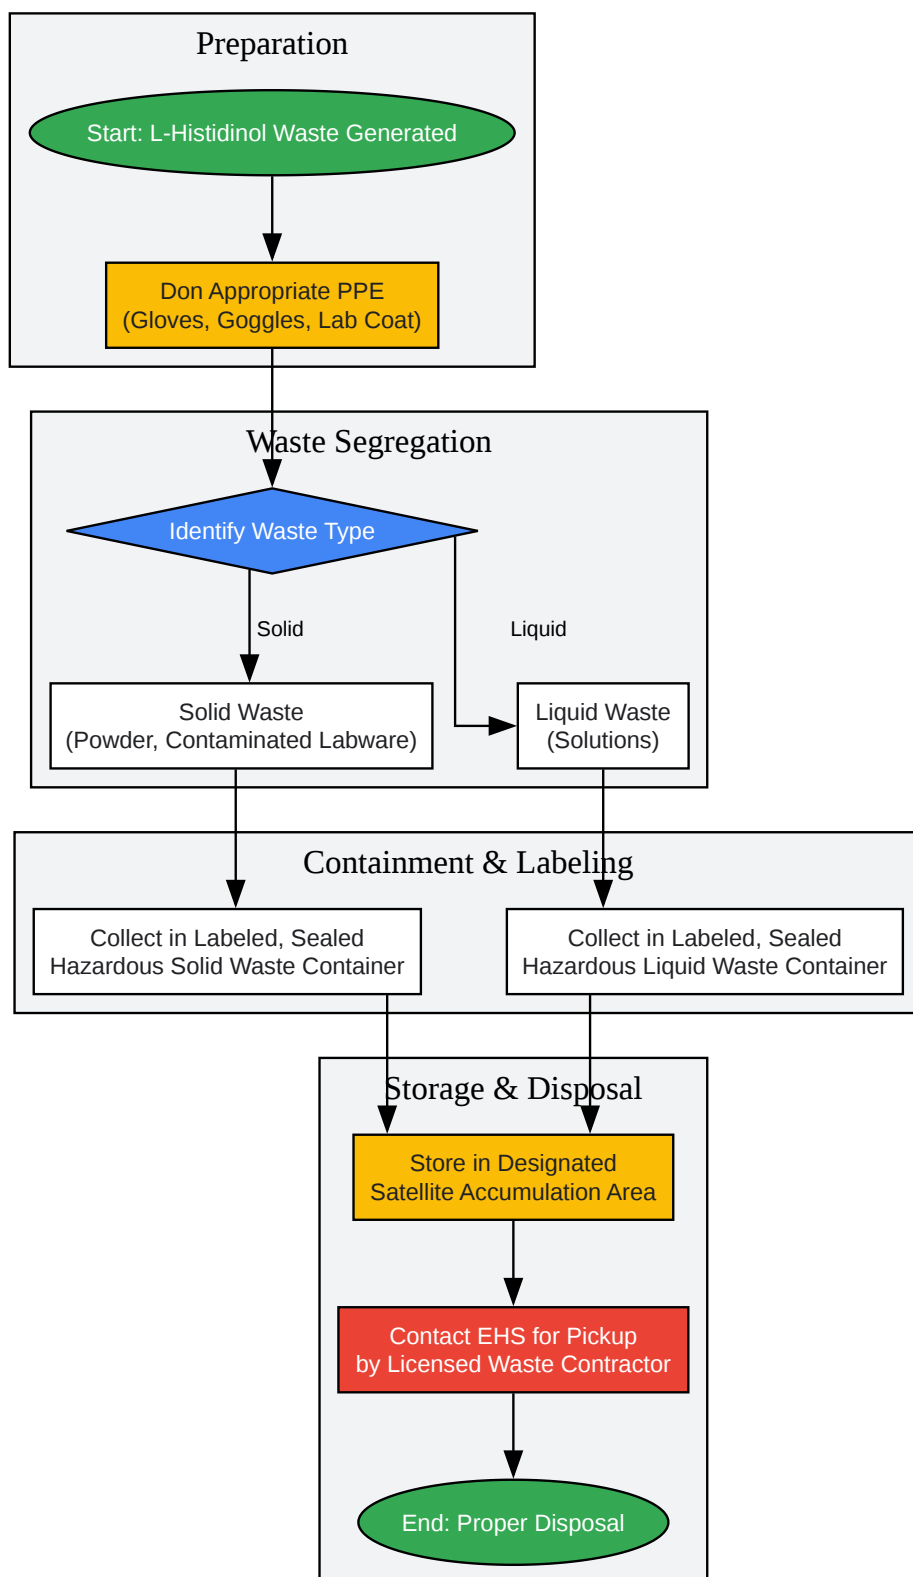 Preparation
Start: L-Histidinol Waste Generated
Don Appropriate PPE
(Gloves, Goggles, Lab Coat)
Waste Segregation
Identify Waste Type
Solid
Liquid
Solid Waste
(Powder, Contaminated Labware)
Liquid Waste
(Solutions)
Containment & Labeling
Collect in Labeled, Sealed
Hazardous Solid Waste Container
Collect in Labeled, Sealed
Hazardous Liquid Waste Container
Storage & Disposal
Store in Designated
Satellite Accumulation Area
Contact EHS for Pickup
by Licensed Waste Contractor
End: Proper Disposal